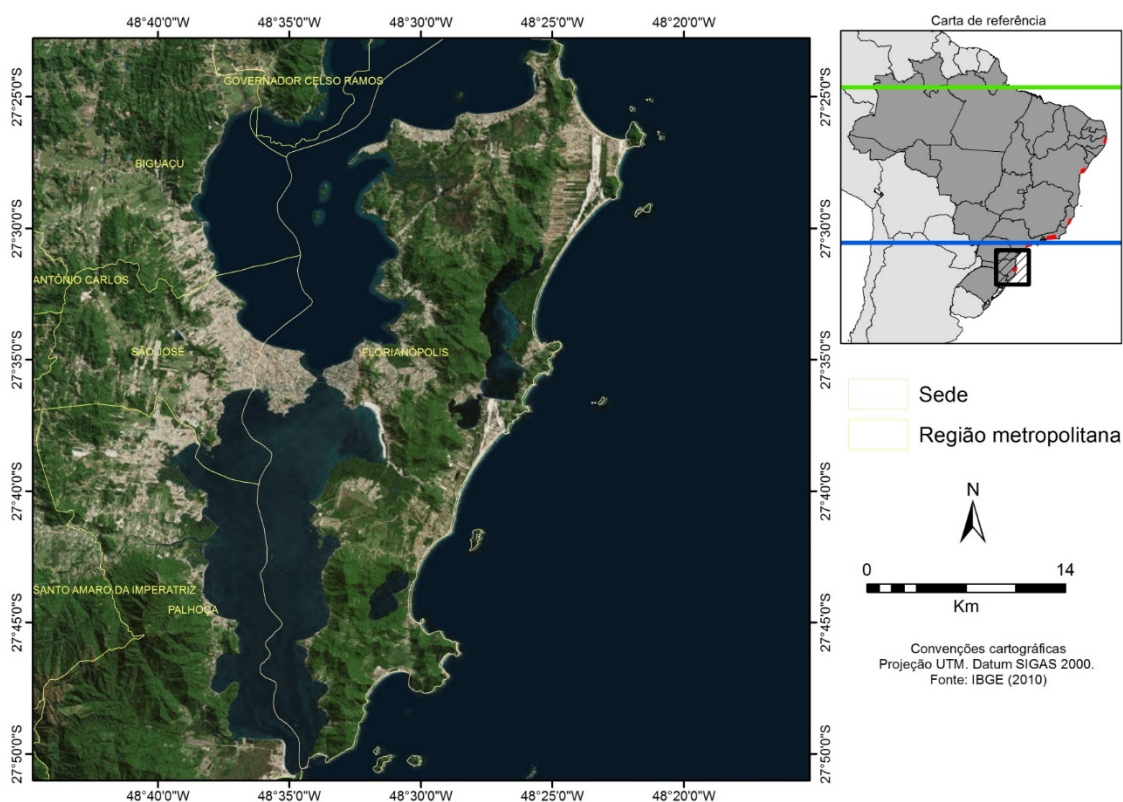 48°40'0"W 48°35'0"W 48°30'0"W 48°25'0"W 48°20'0"W
Carta de referência
GOVERNADOR CELSO RAMOS
27°25'0"S 27°25'0"S
BIGUAÇU
27°30'0"S 27°30'0"S
ANTÔNIO CARLOS
SÃO JOSÉ FLORIANÓPOLIS
27°35'0"S 27°35'0"S
Sede
Região metropolitana
27°40'0"S 27°40'0"S
N
0 14
Km
SANTO AMARO DA IMPERATRIZ
PALHOÇA
27°45'0"S 27°45'0"S
Convenções cartográficas
Projeção UTM. Datum SIGAS 2000.
Fonte: IBGE (2010)
27°50'0"S 27°50'0"S
48°40'0"W 48°35'0"W 48°30'0"W 48°25'0"W 48°20'0"W